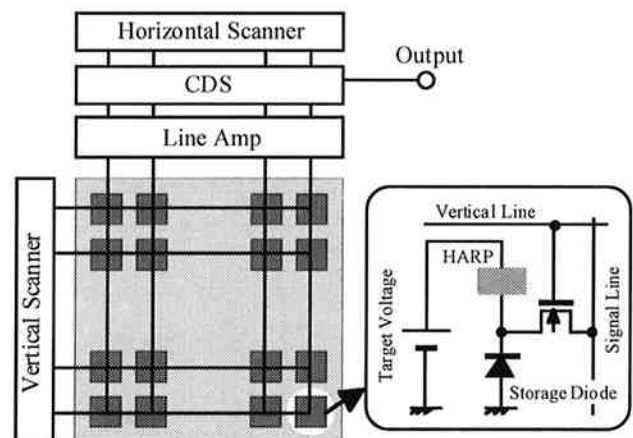 Horizontal Scanner
Output
CDS
Line Amp
Vertical Scanner
Vertical Line
HARP
Target Voltage
Signal Line
Storage Diode